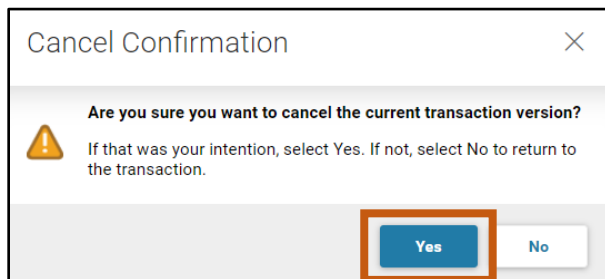 Cancel Confirmation
Are you sure you want to cancel the current transaction version?
If that was your intention, select Yes. If not, select No to return to
the transaction.
Yes
No